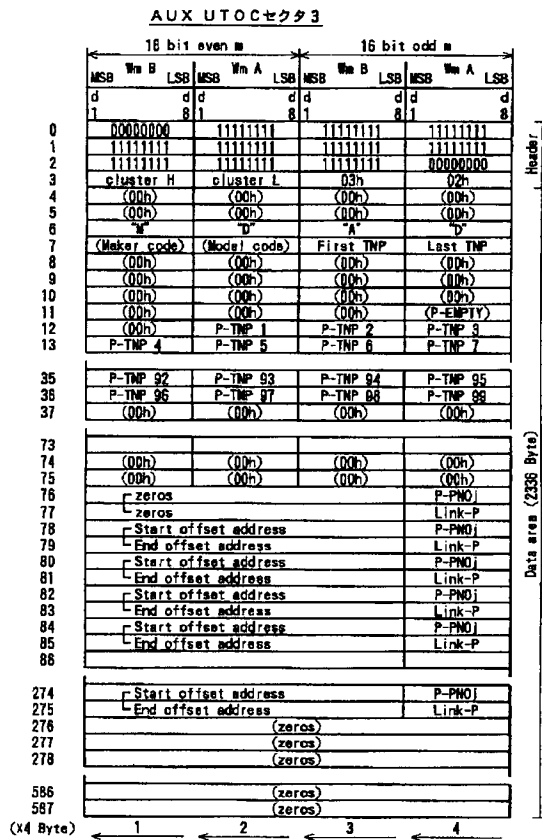 AUX UTOCセクタ3
16 bit even m 16 bit odd m
MSB Wm B LSB MSB Wm A LSB MSB Wm B LSB MSB Wm A LSB
d d d d d d d d
1 8 1 8 1 8 1 8
0 00000000 11111111 11111111 11111111
1 11111111 11111111 11111111 11111111
2 11111111 11111111 11111111 00000000
3 cluster H cluster L 03h 02h
4 (00h) (00h) (00h) (00h)
5 (00h) (00h) (00h) (00h)
6 "M" "D" "A" "D"
7 (Maker code) (Model code) First TNP Last TNP
8 (00h) (00h) (00h) (00h)
9 (00h) (00h) (00h) (00h)
10 (00h) (00h) (00h) (00h)
11 (00h) (00h) (00h) (P-EMPTY)
12 (00h) P-TNP 1 P-TNP 2 P-TNP 3
13 P-TNP 4 P-TNP 5 P-TNP 6 P-TNP 7
35 P-TNP 92 P-TNP 93 P-TNP 94 P-TNP 95
36 P-TNP 96 P-TNP 97 P-TNP 98 P-TNP 99
37 (00h) (00h) (00h) (00h)
73
74 (00h) (00h) (00h) (00h)
75 (00h) (00h) (00h) (00h)
76 zeros P-PNOj
77 zeros Link-P
78 Start offset address P-PNOj
79 End offset address Link-P
80 Start offset address P-PNOj
81 End offset address Link-P
82 Start offset address P-PNOj
83 End offset address Link-P
84 Start offset address P-PNOj
85 End offset address Link-P
86
274 Start offset address P-PNOj
275 End offset address Link-P
276 (zeros)
277 (zeros)
278 (zeros)
586 (zeros)
587 (zeros)
(X4 Byte) 1 2 3 4
Header
Data area (2336 Byte)